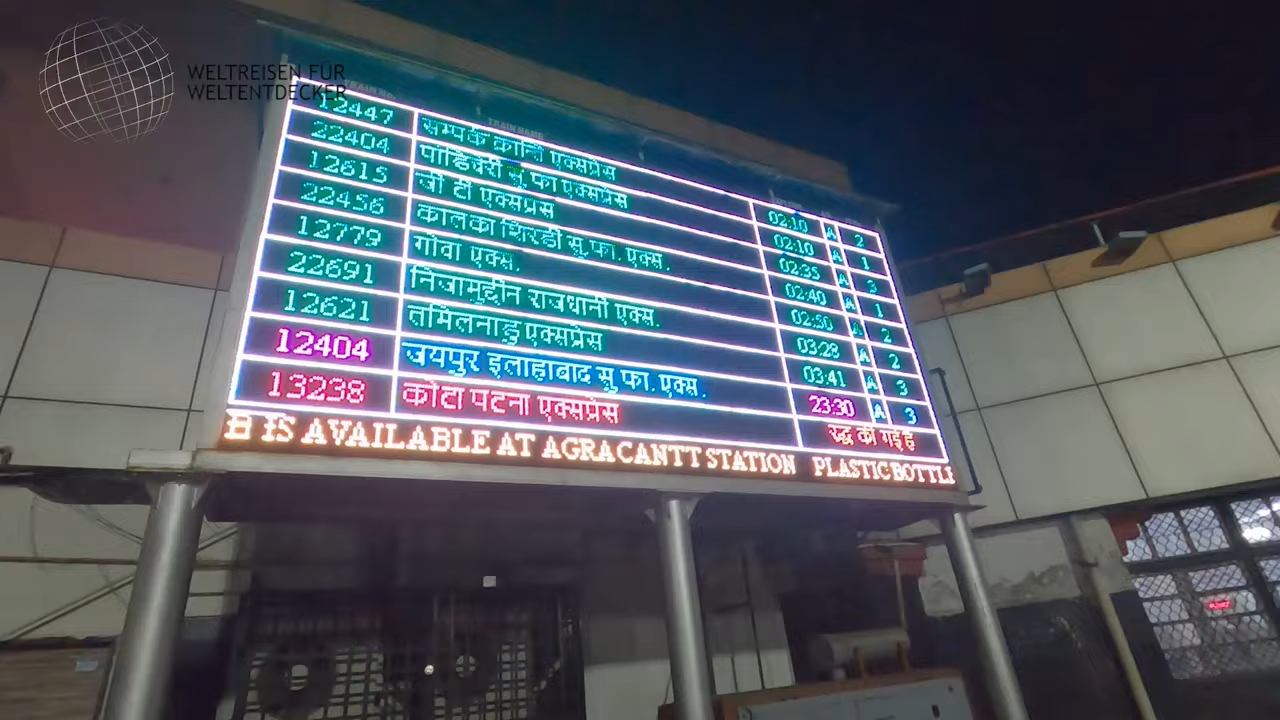 WELTREISEN FÜR
WELTENTDECKER
TRAIN NAME
12447 सम्पर्क क्रान्ति एक्सप्रेस 02:10 A 2
22404 पांडिचेरी सु.फा एक्सप्रेस 02:10 A 1
12615 जी टी एक्सप्रेस 02:35 A 3
22456 कालका शिरडी सु.फा. एक्स. 02:40 A 1
12779 गोवा एक्स. 02:50 A 2
22691 निजामुद्दीन राजधानी एक्स. 03:28 A 2
12621 तमिलनाडु एक्सप्रेस 03:41 A 3
12404 जयपुर इलाहाबाद सु.फा. एक्स. 23:30 A 3
13238 कोटा पटना एक्सप्रेस रद्द की गई है
IS AVAILABLE AT AGRA CANTT STATION PLASTIC BOTTLE